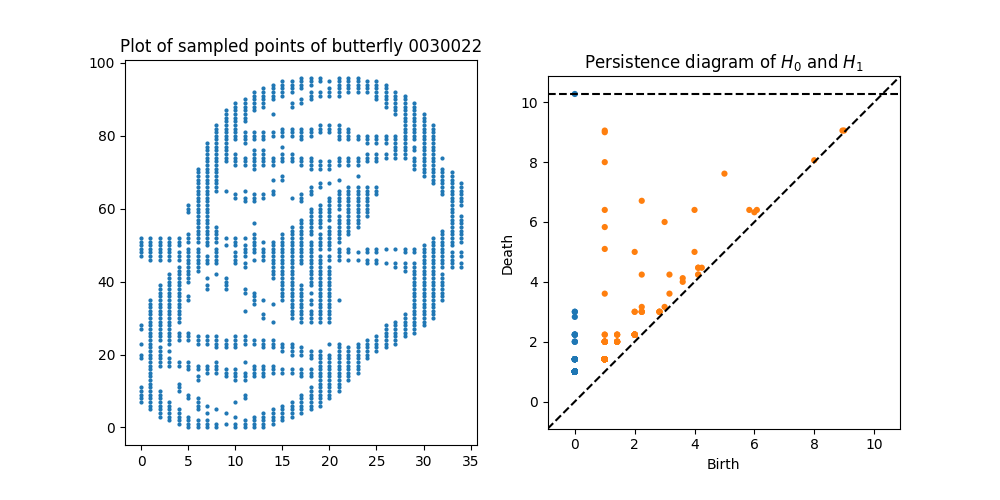 Plot of sampled points of butterfly 0030022
100
80
60
40
20
0
0 5 10 15 20 25 30 35
Persistence diagram of H₀ and H₁
Death
10
8
6
4
2
0
0 2 4 6 8 10
Birth